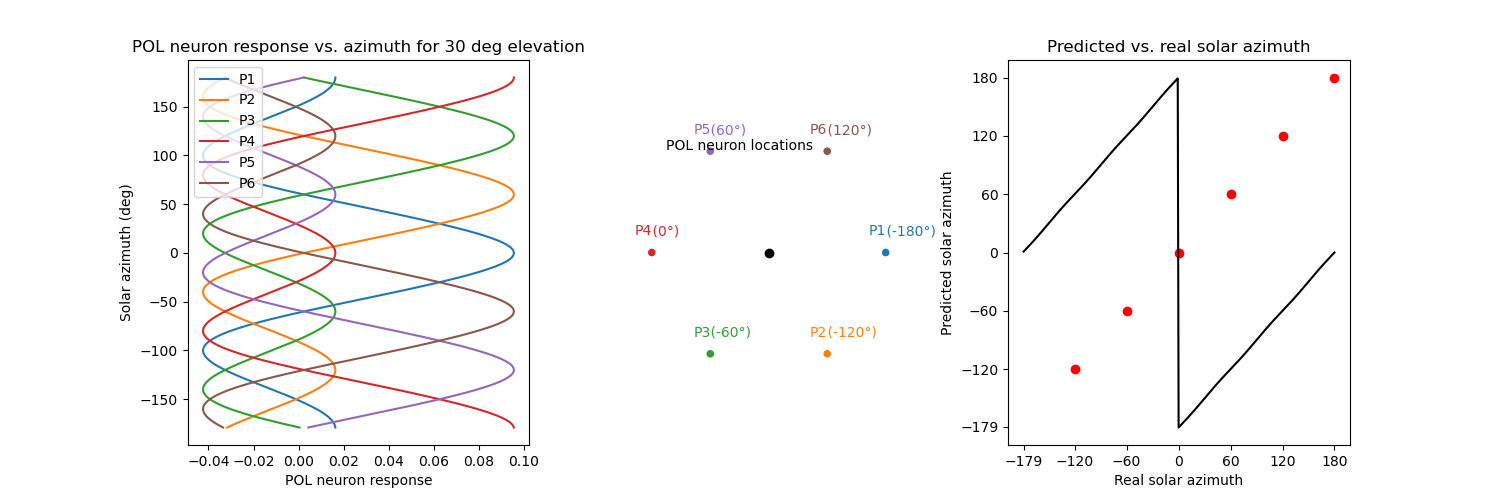 POL neuron response vs. azimuth for 30 deg elevation
P1
P2
P3
P4
P5
P6
150
100
50
0
−50
−100
−150
Solar azimuth (deg)
−0.04
−0.02
0.00
0.02
0.04
0.06
0.08
0.10
POL neuron response
P5(60°)
P6(120°)
POL neuron locations
P4(0°)
P1(-180°)
P3(-60°)
P2(-120°)
Predicted vs. real solar azimuth
180
120
60
0
−60
−120
−179
Predicted solar azimuth
−179
−120
−60
0
60
120
180
Real solar azimuth